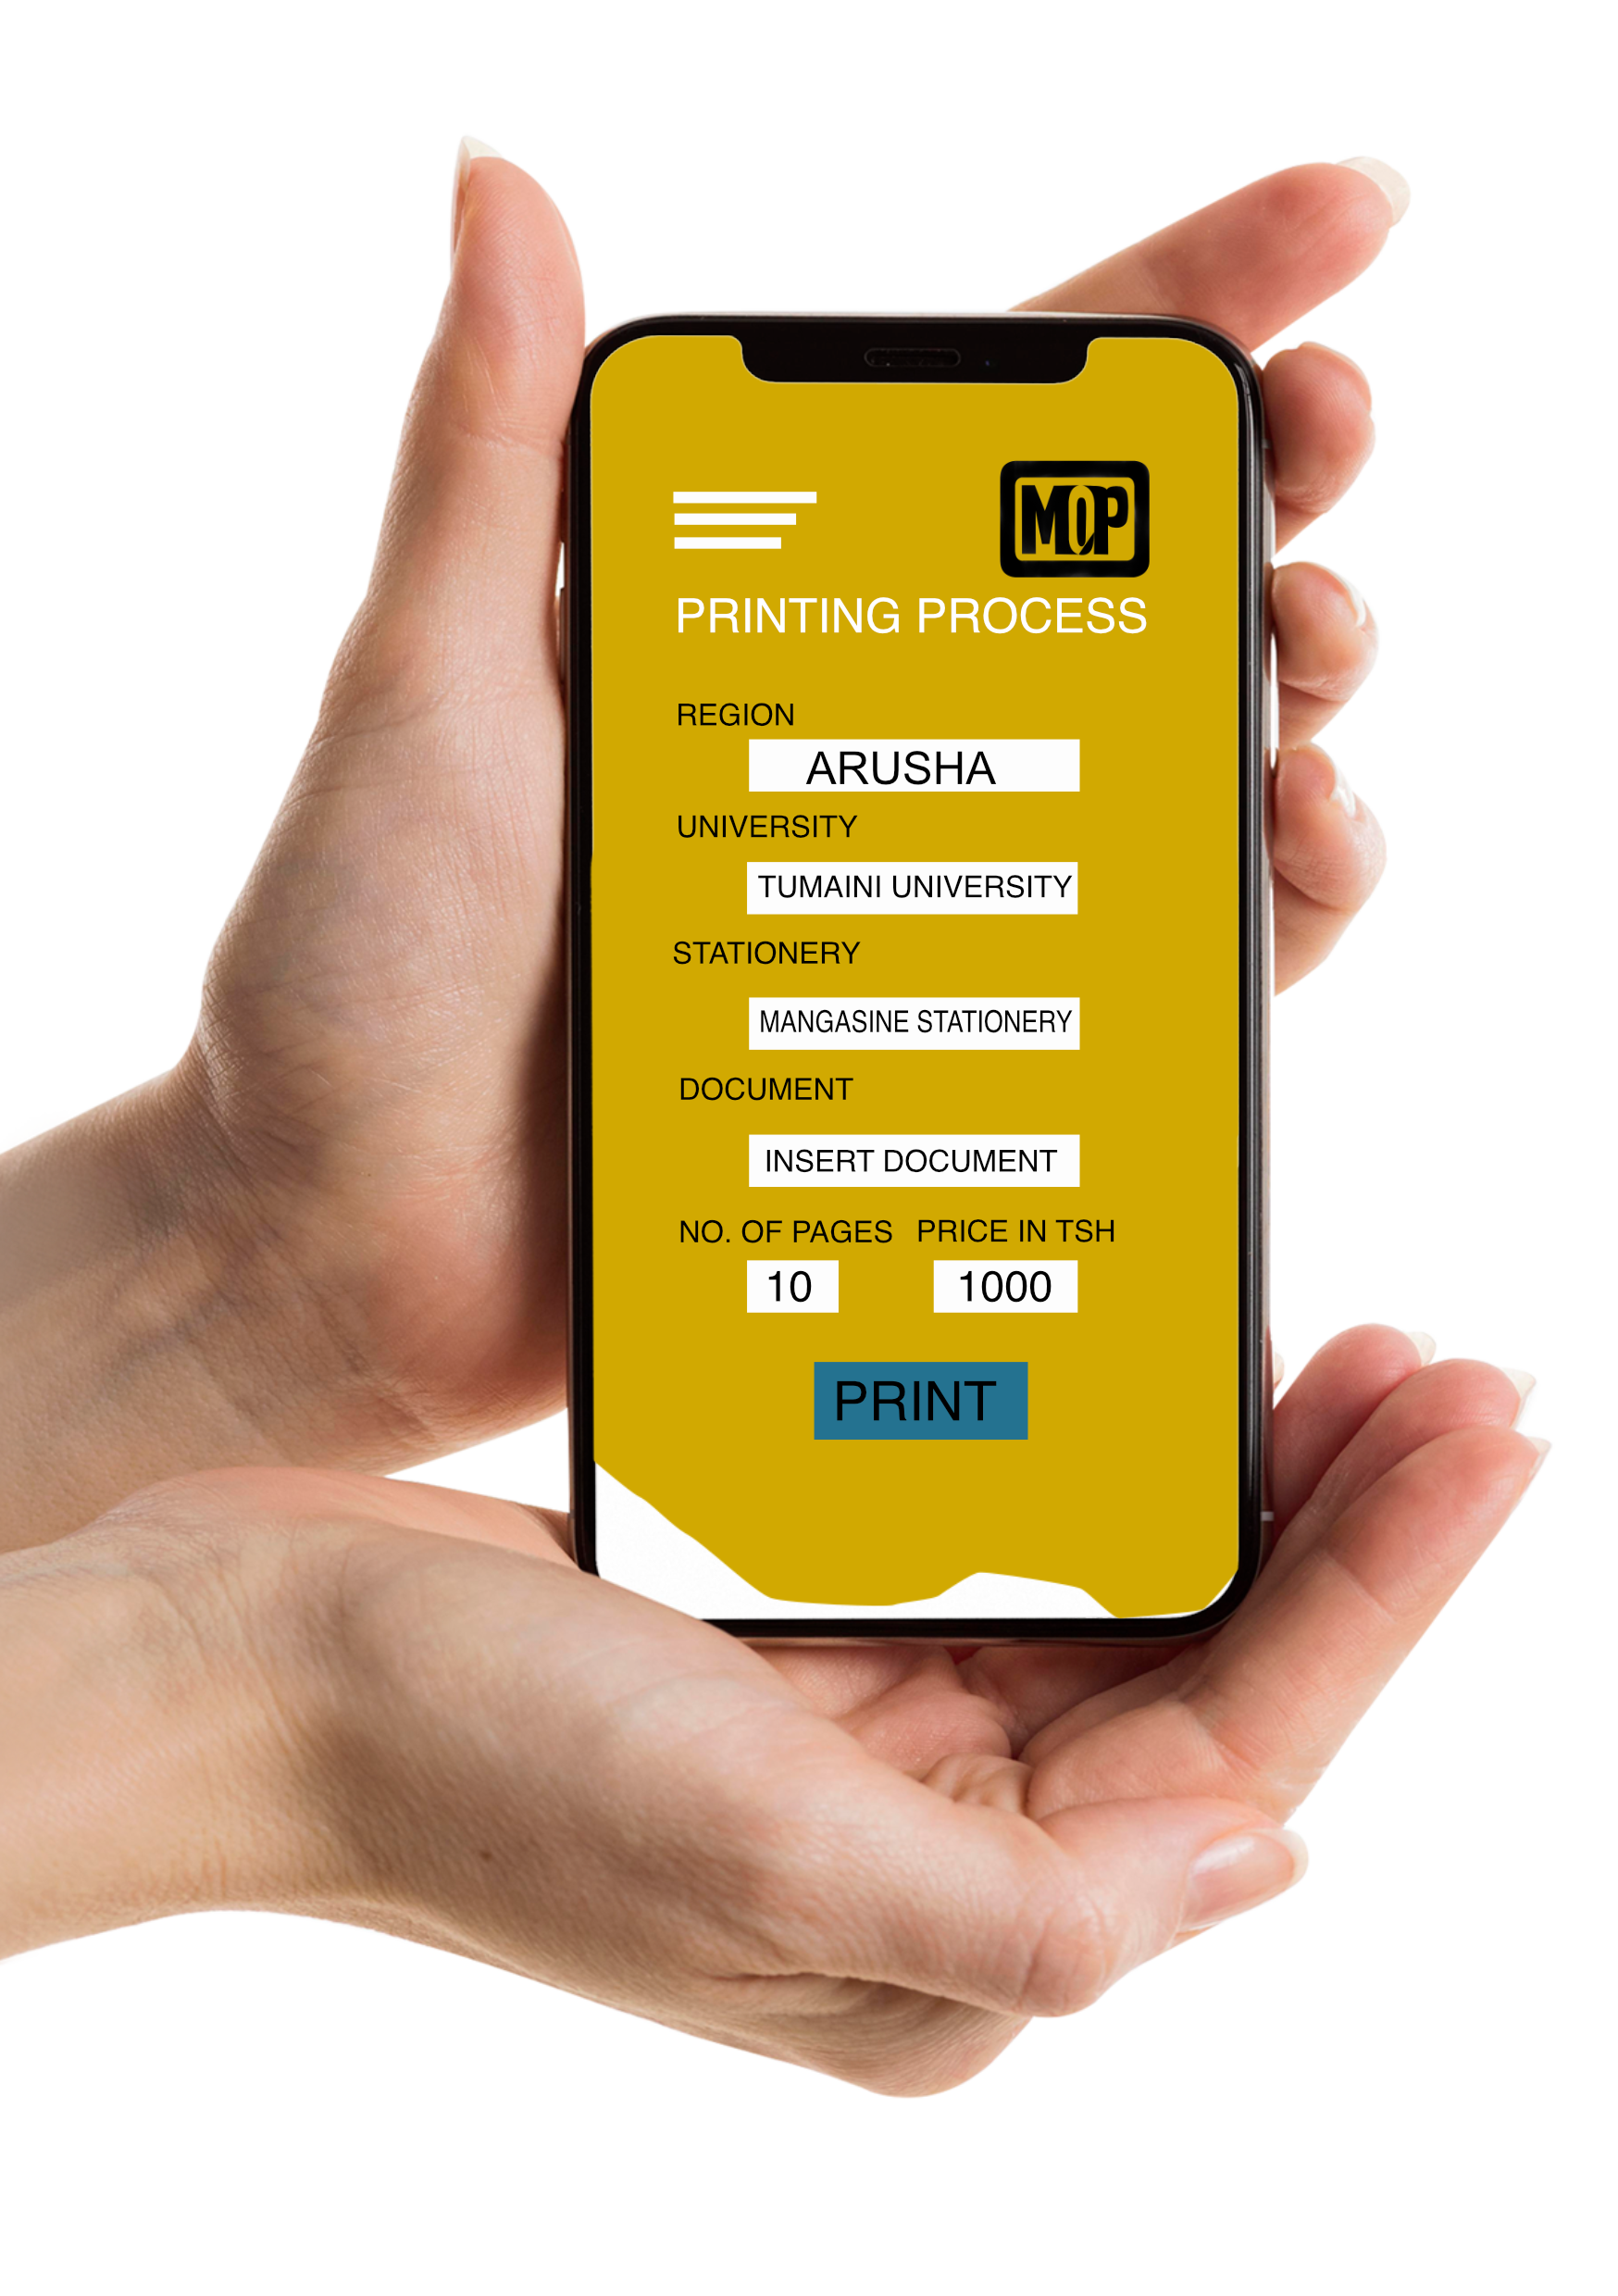 MOP
PRINTING PROCESS
REGION
ARUSHA
UNIVERSITY
TUMAINI UNIVERSITY
STATIONERY
MANGASINE STATIONERY
DOCUMENT
INSERT DOCUMENT
NO. OF PAGES PRICE IN TSH
10 1000
PRINT